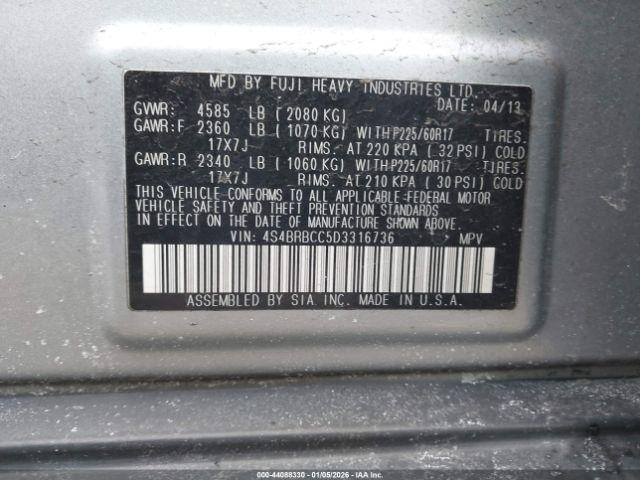 MFD BY FUJI HEAVY INDUSTRIES LTD.
DATE: 04/13
GVWR: 4585 LB (2080 KG)
GAWR:F 2360 LB (1070 KG) WITH P225/60R17 TIRES.
17X7J RIMS. AT 220 KPA (32 PSI) COLD
GAWR:R 2340 LB (1060 KG) WITH P225/60R17 TIRES.
17X7J RIMS. AT 210 KPA (30 PSI) COLD
THIS VEHICLE CONFORMS TO ALL APPLICABLE FEDERAL MOTOR
VEHICLE SAFETY AND THEFT PREVENTION STANDARDS
IN EFFECT ON THE DATE OF MANUFACTURE SHOWN ABOVE.
VIN: 4S4BRBCC5D3316736 MPV
ASSEMBLED BY SIA. INC. MADE IN U.S.A.
000-44088330 - 01/05/2026 - IAAI.COM